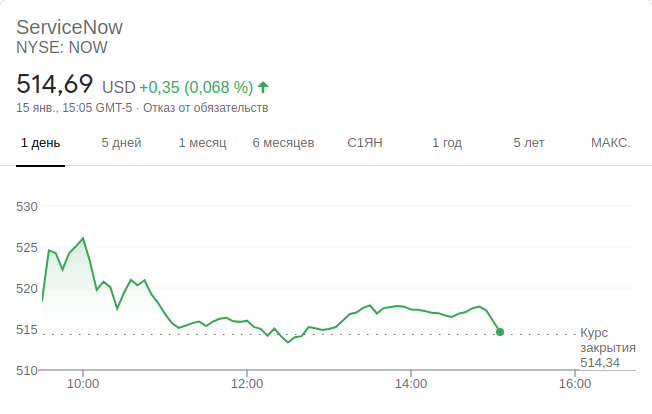 ServiceNow
NYSE: NOW
514,69 USD +0,35 (0,068 %)
15 янв., 15:05 GMT-5 · Отказ от обязательств
1 день 5 дней 1 месяц 6 месяцев С1ЯН 1 год 5 лет МАКС.
530
525
520
515
Курс
закрытия
514,34
510
10:00 12:00 14:00 16:00